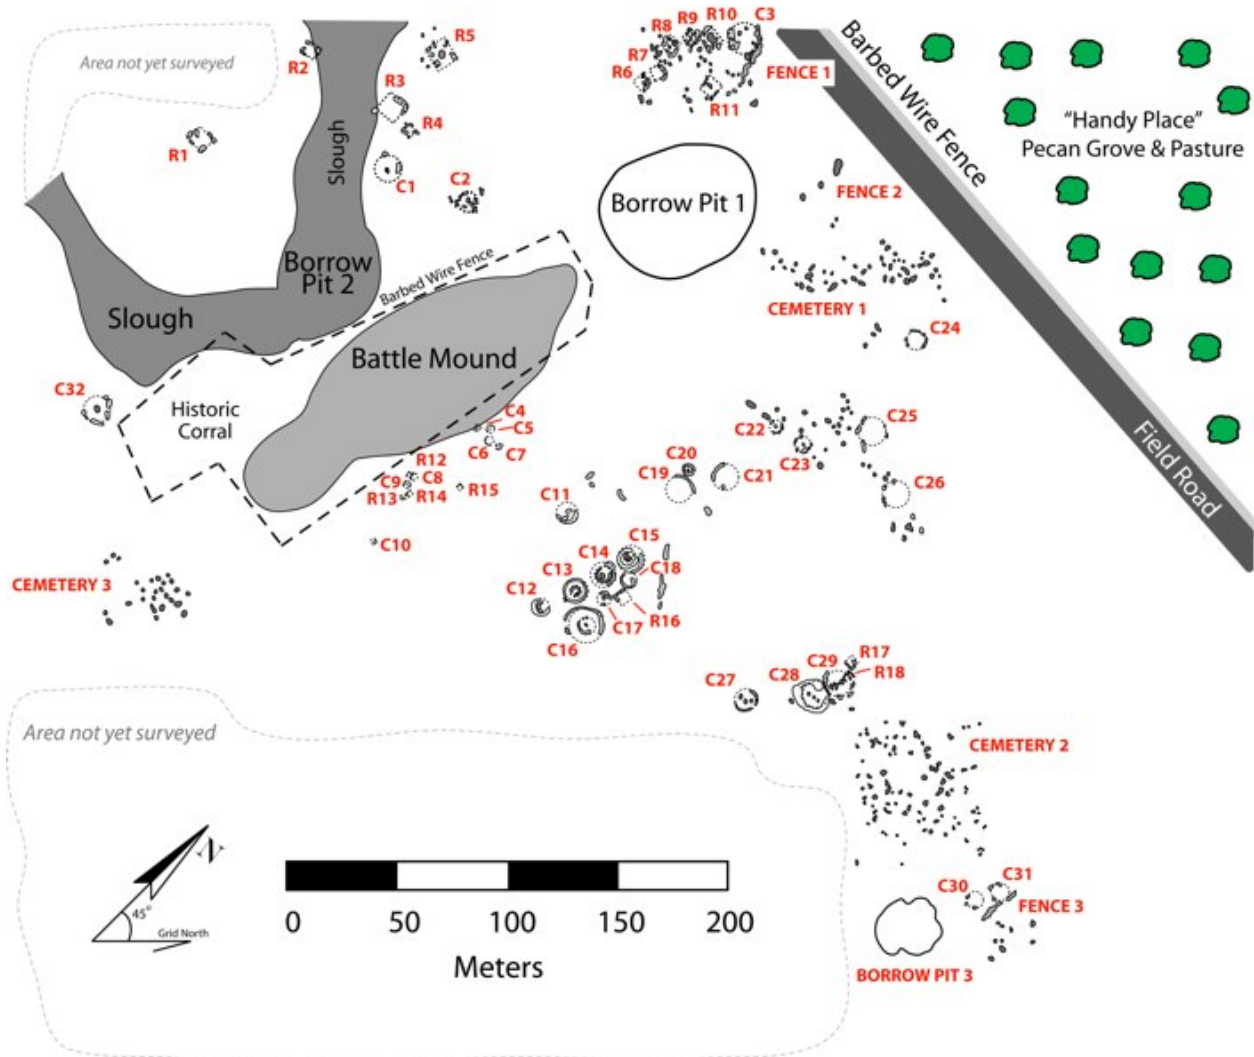 R8
R9
R10
C3
R7
R6
FENCE 1
R11
Barbed Wire Fence
"Handy Place"
Pecan Grove & Pasture
Area not yet surveyed
R2
R5
R3
R4
R1
Slough
C1
C2
Borrow Pit 1
FENCE 2
Borrow
Pit 2
Barbed Wire Fence
Slough
CEMETERY 1
C24
Battle Mound
C32
Historic
Corral
C4
C5
C6
C7
R12
C9
C8
R13
R14
R15
C10
C22
C23
C25
C26
Field Road
C20
C19
C21
C11
C15
C14
C13
C18
C12
C17
R16
C16
CEMETERY 3
R17
C29
R18
C28
C27
Area not yet surveyed
CEMETERY 2
C30
C31
FENCE 3
BORROW PIT 3
N
45°
Grid North
0 50 100 150 200
Meters